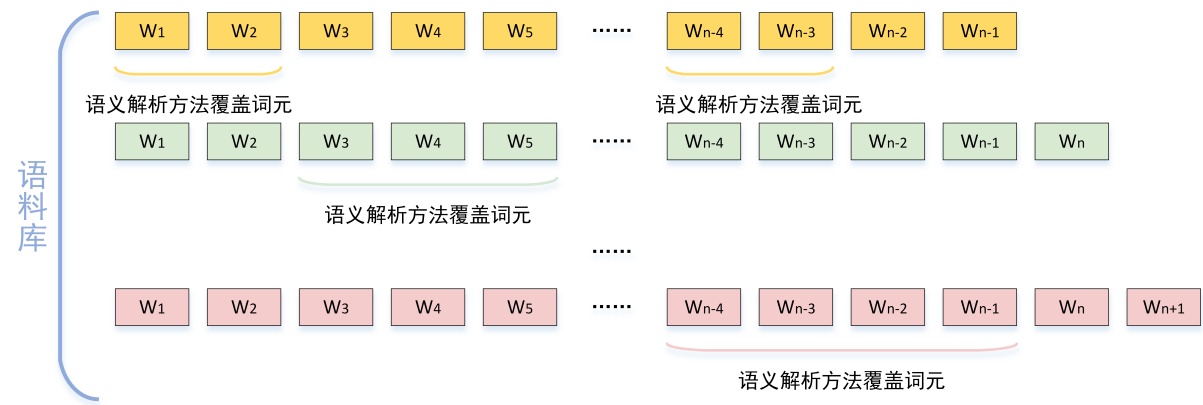 语料库
W1 W2 W3 W4 W5 …… Wn-4 Wn-3 Wn-2 Wn-1
语义解析方法覆盖词元 语义解析方法覆盖词元
W1 W2 W3 W4 W5 …… Wn-4 Wn-3 Wn-2 Wn-1 Wn
语义解析方法覆盖词元
……
W1 W2 W3 W4 W5 …… Wn-4 Wn-3 Wn-2 Wn-1 Wn Wn+1
语义解析方法覆盖词元